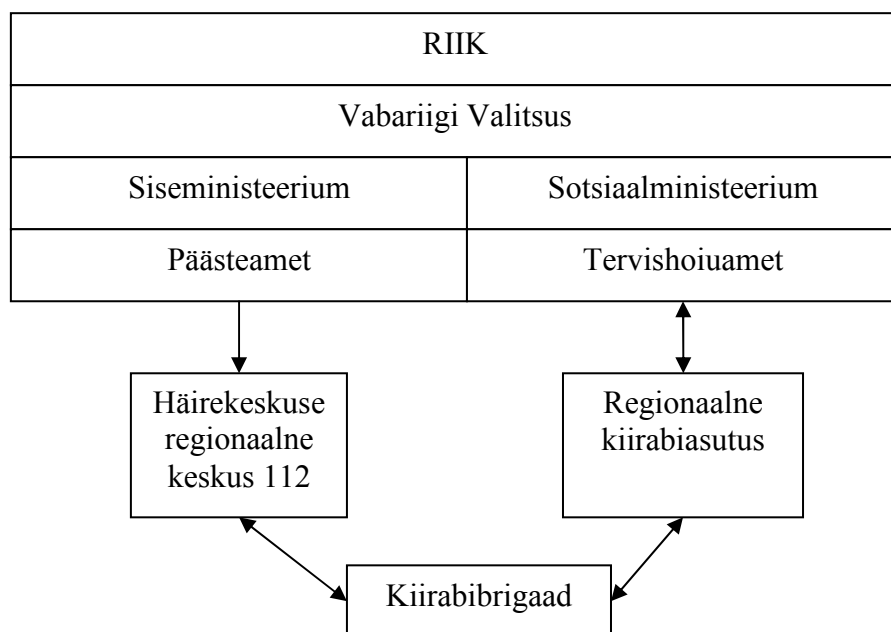 RIIK
Vabariigi Valitsus
Siseministeerium
Sotsiaalministeerium
Päästeamet
Tervishoiuamet
Häirekeskuse
regionaalne
keskus 112
Regionaalne
kiirabiasutus
Kiirabibrigaad